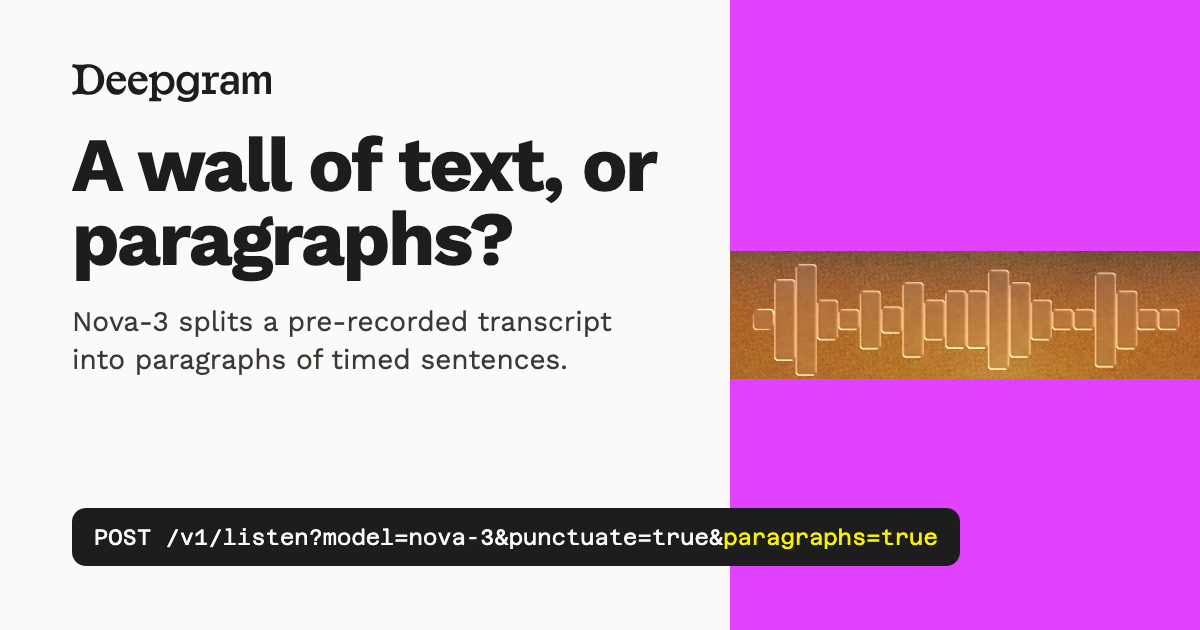 Deepgram
A wall of text, or
paragraphs?
Nova-3 splits a pre-recorded transcript
into paragraphs of timed sentences.
POST /v1/listen?model=nova-3&punctuate=true&paragraphs=true